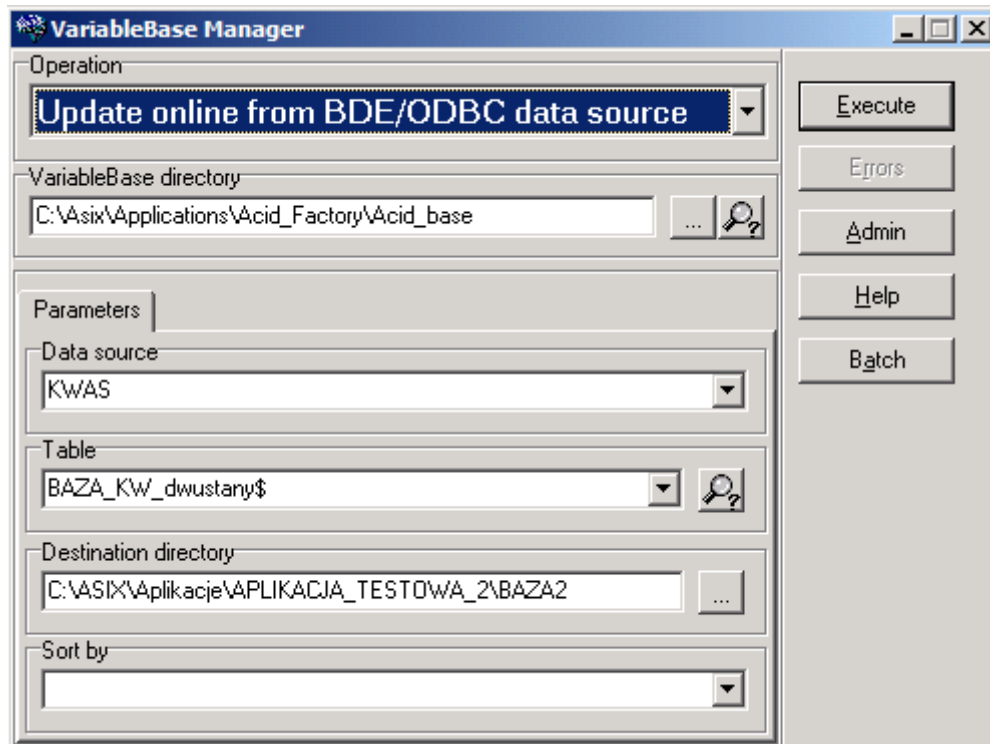 VariableBase Manager
Operation
Update online from BDE/ODBC data source
VariableBase directory
C:\Asix\Applications\Acid_Factory\Acid_base
...
Parameters
Data source
KWAS
Table
BAZA_KW_dwustany$
Destination directory
C:\ASIX\Aplikacje\APLIKACJA_TESTOWA_2\BAZA2
...
Sort by
Execute
Errors
Admin
Help
Batch